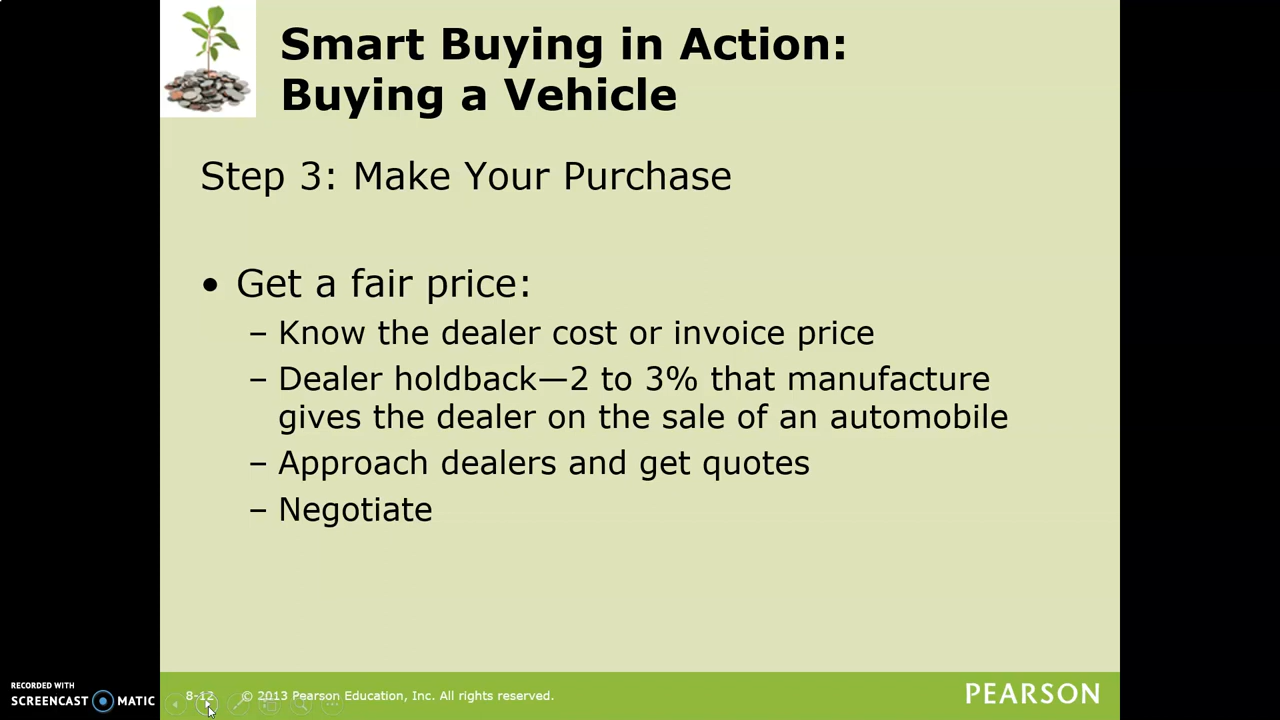 Smart Buying in Action:
Buying a Vehicle
Step 3: Make Your Purchase
• Get a fair price:
– Know the dealer cost or invoice price
– Dealer holdback—2 to 3% that manufacture
gives the dealer on the sale of an automobile
– Approach dealers and get quotes
– Negotiate
RECORDED WITH
SCREENCAST MATIC
8-12 © 2013 Pearson Education, Inc. All rights reserved.
PEARSON